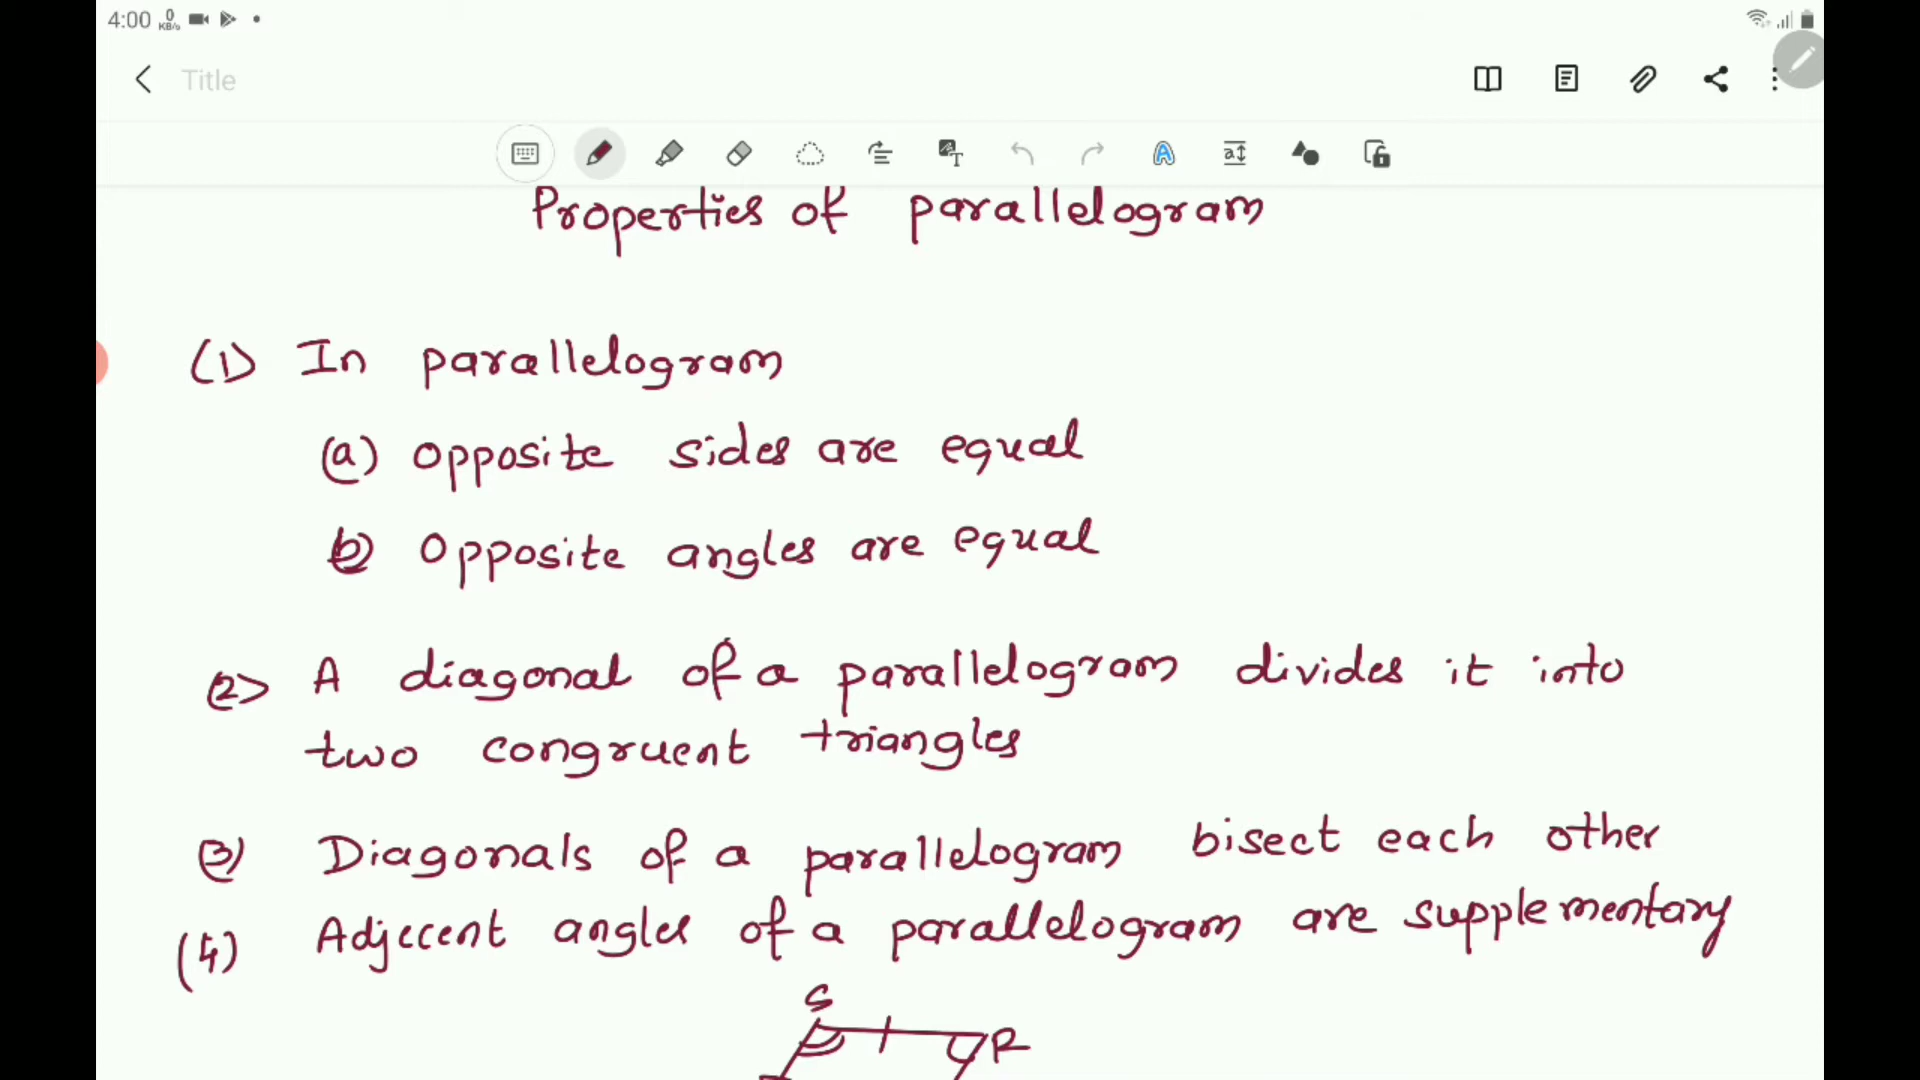 4:00 0 KB/s
Title
Properties of parallelogram
(1) In parallelogram
(a) opposite sides are equal
b) Opposite angles are equal
(2) A diagonal of a parallelogram divides it into
two congruent triangles
(3) Diagonals of a parallelogram bisect each other
(4) Adjecent angles of a parallelogram are supplementary
S
R